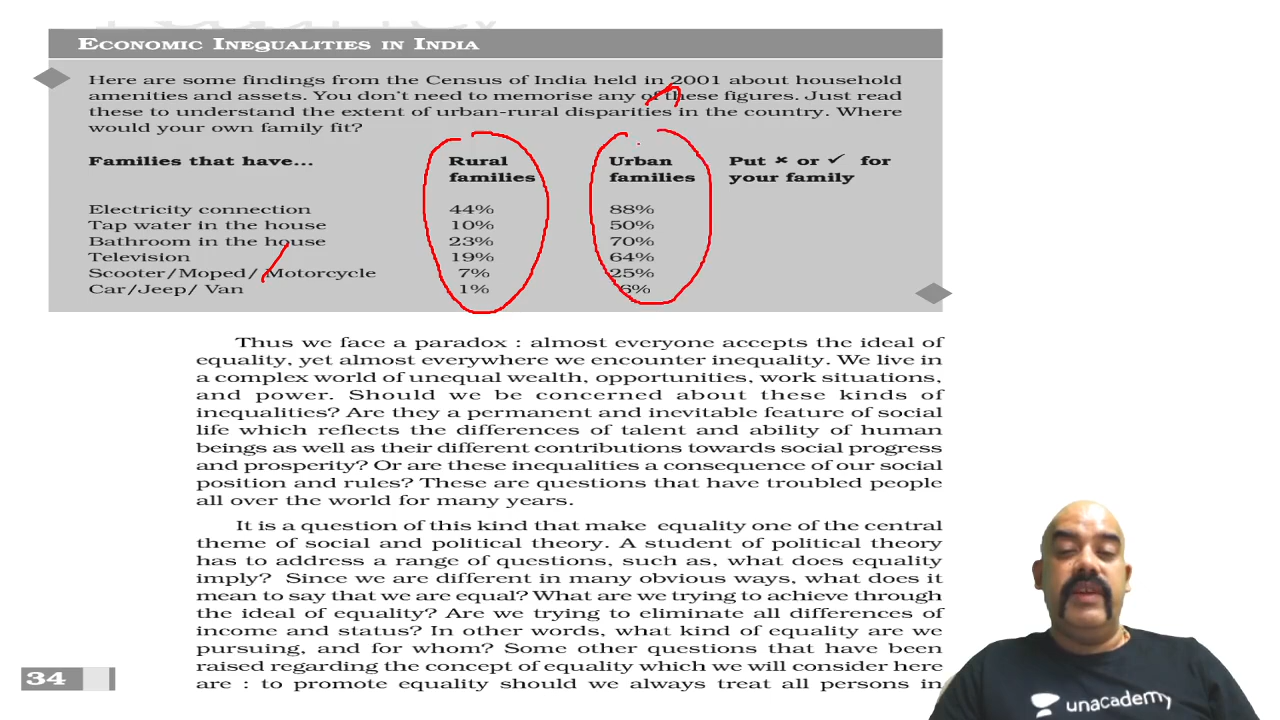 ECONOMIC INEQUALITIES IN INDIA
Here are some findings from the Census of India held in 2001 about household
amenities and assets. You don't need to memorise any of these figures. Just read
these to understand the extent of urban-rural disparities in the country. Where
would your own family fit?
Families that have... Rural families Urban families Put × or ✓ for your family
Electricity connection 44% 88%
Tap water in the house 10% 50%
Bathroom in the house 23% 70%
Television 19% 64%
Scooter/Moped/ Motorcycle 7% 25%
Car/Jeep/ Van 1% 6%
Thus we face a paradox : almost everyone accepts the ideal of
equality, yet almost everywhere we encounter inequality. We live in
a complex world of unequal wealth, opportunities, work situations,
and power. Should we be concerned about these kinds of
inequalities? Are they a permanent and inevitable feature of social
life which reflects the differences of talent and ability of human
beings as well as their different contributions towards social progress
and prosperity? Or are these inequalities a consequence of our social
position and rules? These are questions that have troubled people
all over the world for many years.
It is a question of this kind that make equality one of the central
theme of social and political theory. A student of political theory
has to address a range of questions, such as, what does equality
imply? Since we are different in many obvious ways, what does it
mean to say that we are equal? What are we trying to achieve through
the ideal of equality? Are we trying to eliminate all differences of
income and status? In other words, what kind of equality are we
pursuing, and for whom? Some other questions that have been
raised regarding the concept of equality which we will consider here
are : to promote equality should we always treat all persons in
34
unacademy